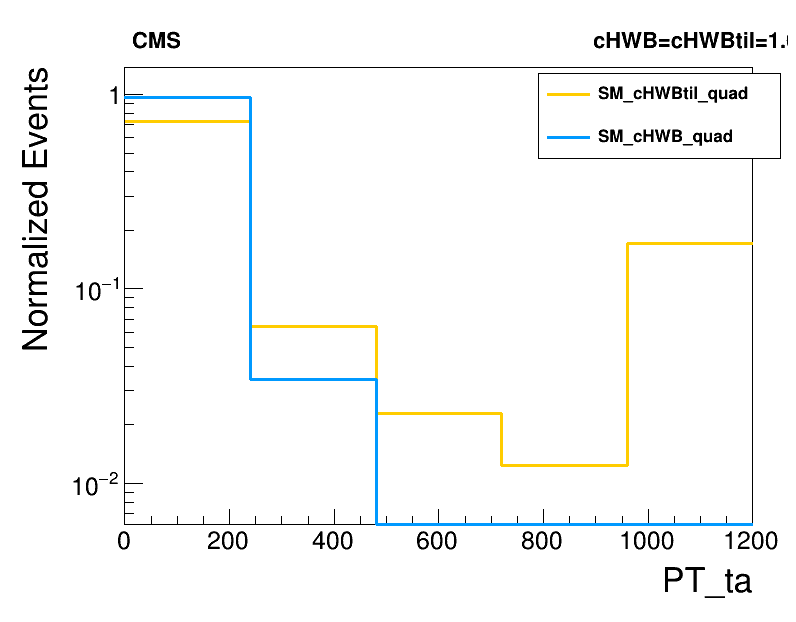 CMS
cHWB=cHWBtil=1.
Normalized Events
SM_cHWBtil_quad
SM_cHWB_quad
1
10⁻¹
10⁻²
0 200 400 600 800 1000 1200
PT_ta